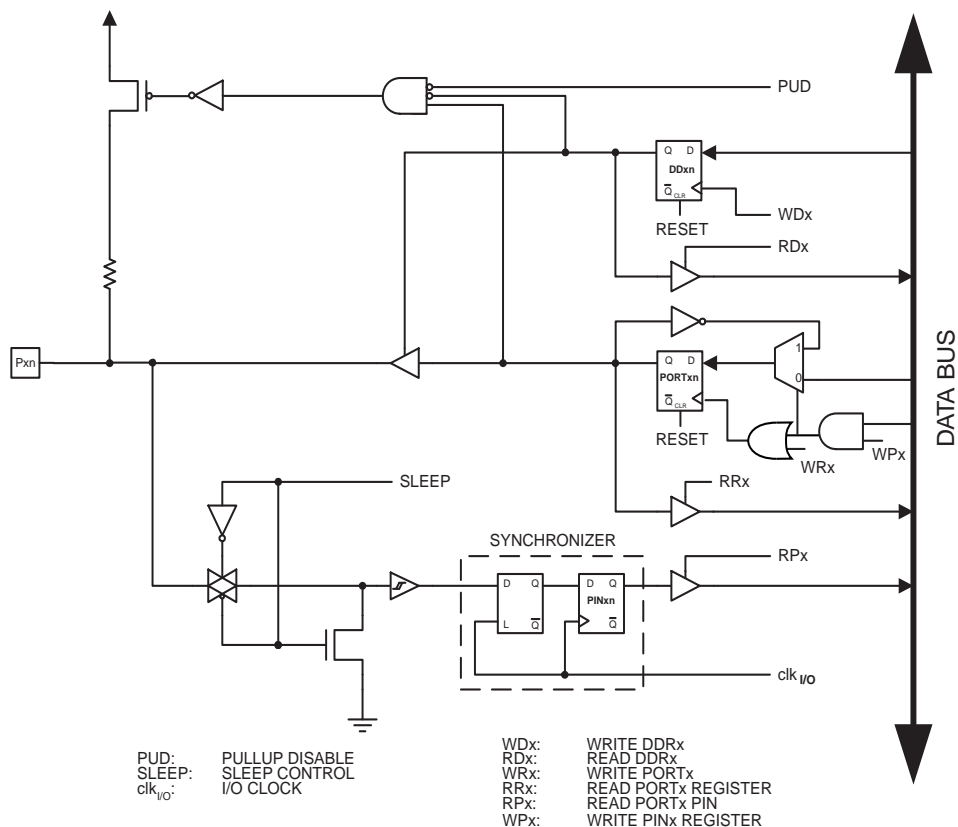 PUD
Q D
DDxn
Q CLR
WDx
RESET
RDx
Pxn
1
Q D
PORTxn
0
Q CLR
RESET
WRx
WPx
DATA BUS
SLEEP
RRx
SYNCHRONIZER
RPx
D Q
D Q
PINxn
L Q
Q
clk I/O
PUD: PULLUP DISABLE
SLEEP: SLEEP CONTROL
clkI/O: I/O CLOCK
WDx: WRITE DDRx
RDx: READ DDRx
WRx: WRITE PORTx
RRx: READ PORTx REGISTER
RPx: READ PORTx PIN
WPx: WRITE PINx REGISTER